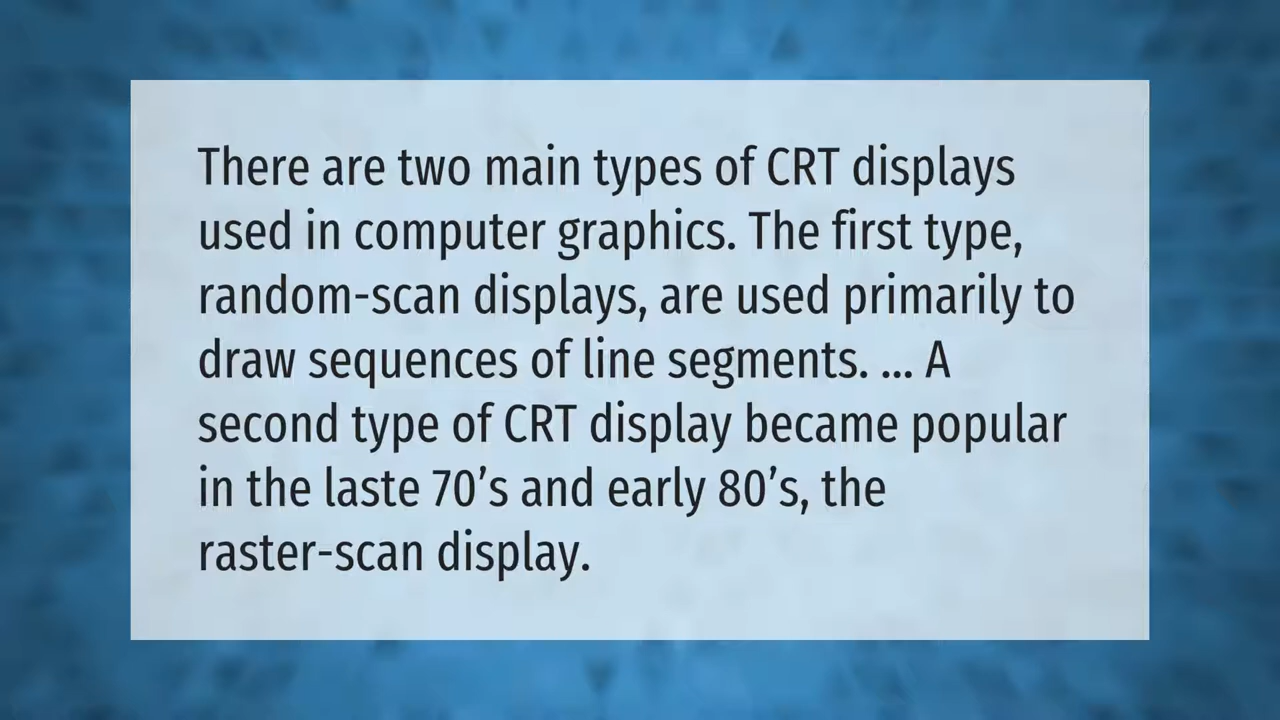 There are two main types of CRT displays
used in computer graphics. The first type,
random-scan displays, are used primarily to
draw sequences of line segments. ... A
second type of CRT display became popular
in the laste 70’s and early 80’s, the
raster-scan display.